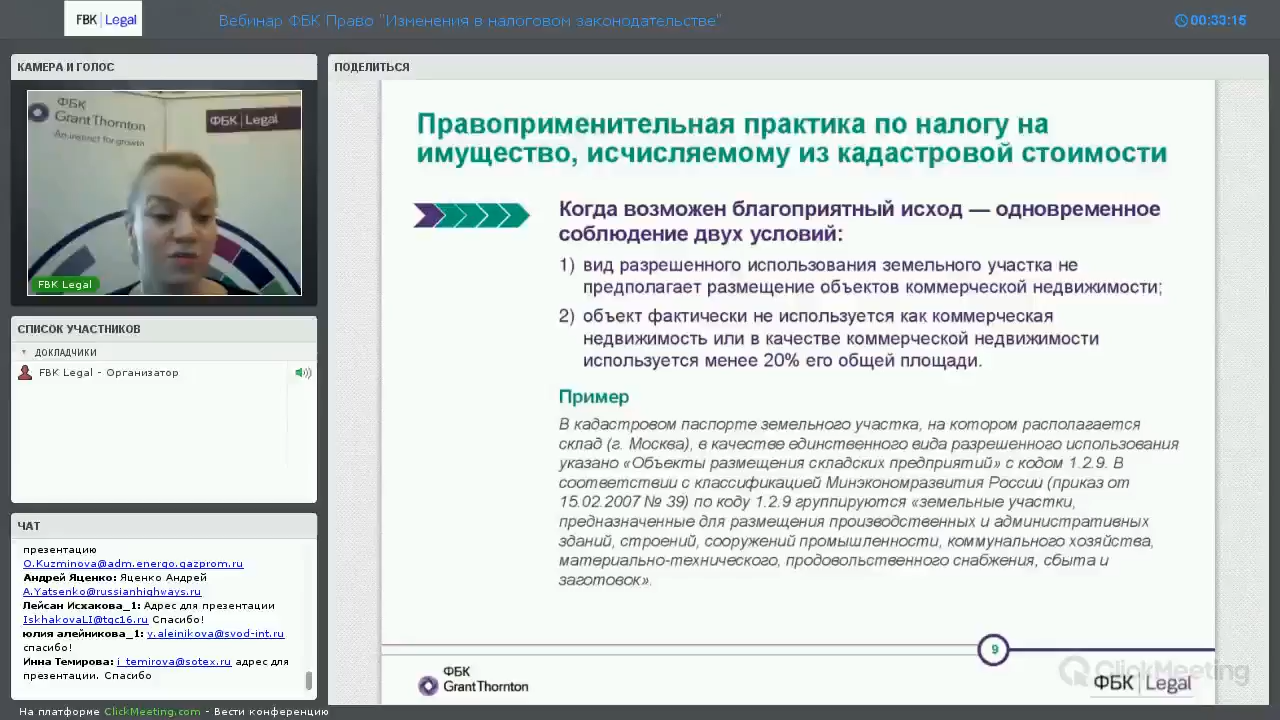 FBK Legal
Вебинар ФБК Право "Изменения в налоговом законодательстве"
00:33:15
КАМЕРА И ГОЛОС
ФБК
Grant Thornton
An instinct for growth
ФБК Legal
FBK Legal
СПИСОК УЧАСТНИКОВ
ДОКЛАДЧИКИ
FBK Legal - Организатор
ЧАТ
презентацию
O.Kuzminova@adm.energo.gazprom.ru
Андрей Яценко: Яценко Андрей
A.Yatsenko@russianhighways.ru
Лейсан Исхакова_1: Адрес для презентации
IskhakovaLI@tgc16.ru Спасибо!
юлия алейникова_1: y.aleinikova@svod-int.ru
спасибо!
Инна Темирова: i_temirova@sotex.ru адрес для
презентации. Спасибо
ПОДЕЛИТЬСЯ
Правоприменительная практика по налогу на
имущество, исчисляемому из кадастровой стоимости
Когда возможен благоприятный исход — одновременное
соблюдение двух условий:
1) вид разрешенного использования земельного участка не
предполагает размещение объектов коммерческой недвижимости;
2) объект фактически не используется как коммерческая
недвижимость или в качестве коммерческой недвижимости
используется менее 20% его общей площади.
Пример
В кадастровом паспорте земельного участка, на котором располагается
склад (г. Москва), в качестве единственного вида разрешенного использования
указано «Объекты размещения складских предприятий» с кодом 1.2.9. В
соответствии с классификацией Минэкономразвития России (приказ от
15.02.2007 № 39) по коду 1.2.9 группируются «земельные участки,
предназначенные для размещения производственных и административных
зданий, строений, сооружений промышленности, коммунального хозяйства,
материально-технического, продовольственного снабжения, сбыта и
заготовок».
9
ФБК
Grant Thornton
ClickMeeting
ФБК Legal
На платформе ClickMeeting.com - Вести конференцию